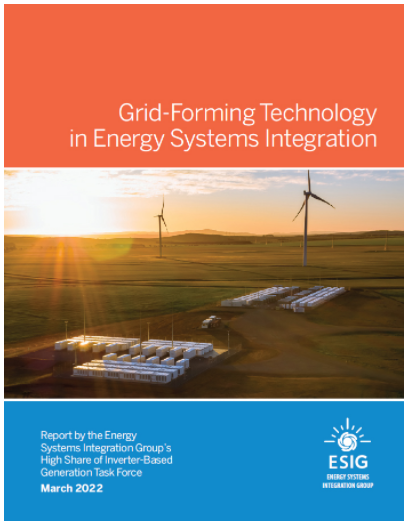 Grid-Forming Technology
in Energy Systems Integration
Report by the Energy
Systems Integration Group's
High Share of Inverter-Based
Generation Task Force
March 2022
ESIG
ENERGY SYSTEMS
INTEGRATION GROUP